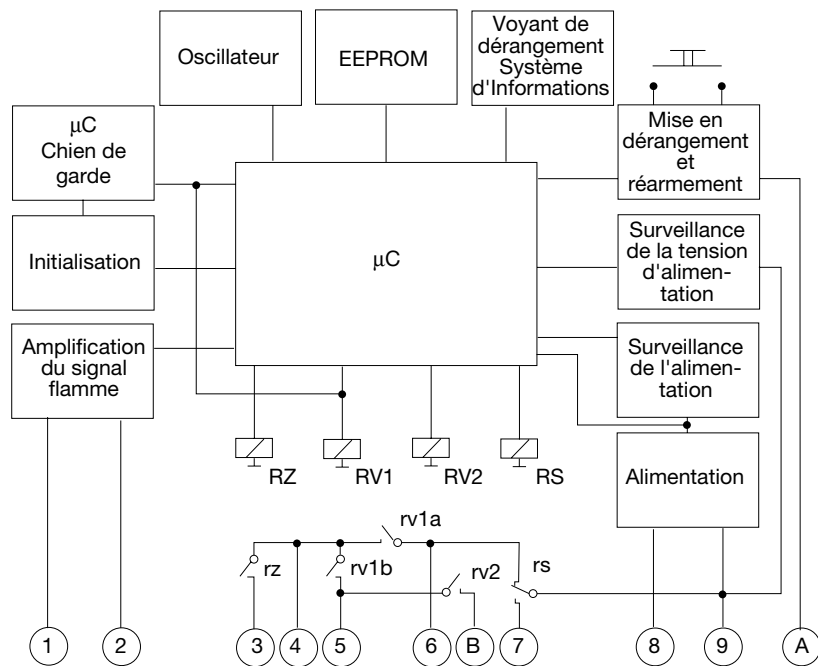 Oscillateur
EEPROM
Voyant de
dérangement
Système
d'Informations
µC
Chien de
garde
Mise en
dérangement
et
réarmement
Initialisation
µC
Surveillance
de la tension
d'alimen-
tation
Amplification
du signal
flamme
Surveillance
de l'alimen-
tation
RZ
RV1
RV2
RS
Alimentation
rv1a
rz
rv1b
rv2
rs
1
2
3
4
5
6
B
7
8
9
A